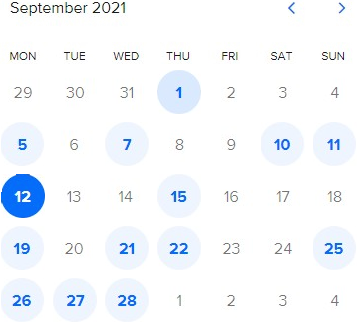 September 2021
MON TUE WED THU FRI SAT SUN
29 30 31 1 2 3 4
5 6 7 8 9 10 11
12 13 14 15 16 17 18
19 20 21 22 23 24 25
26 27 28 1 2 3 4